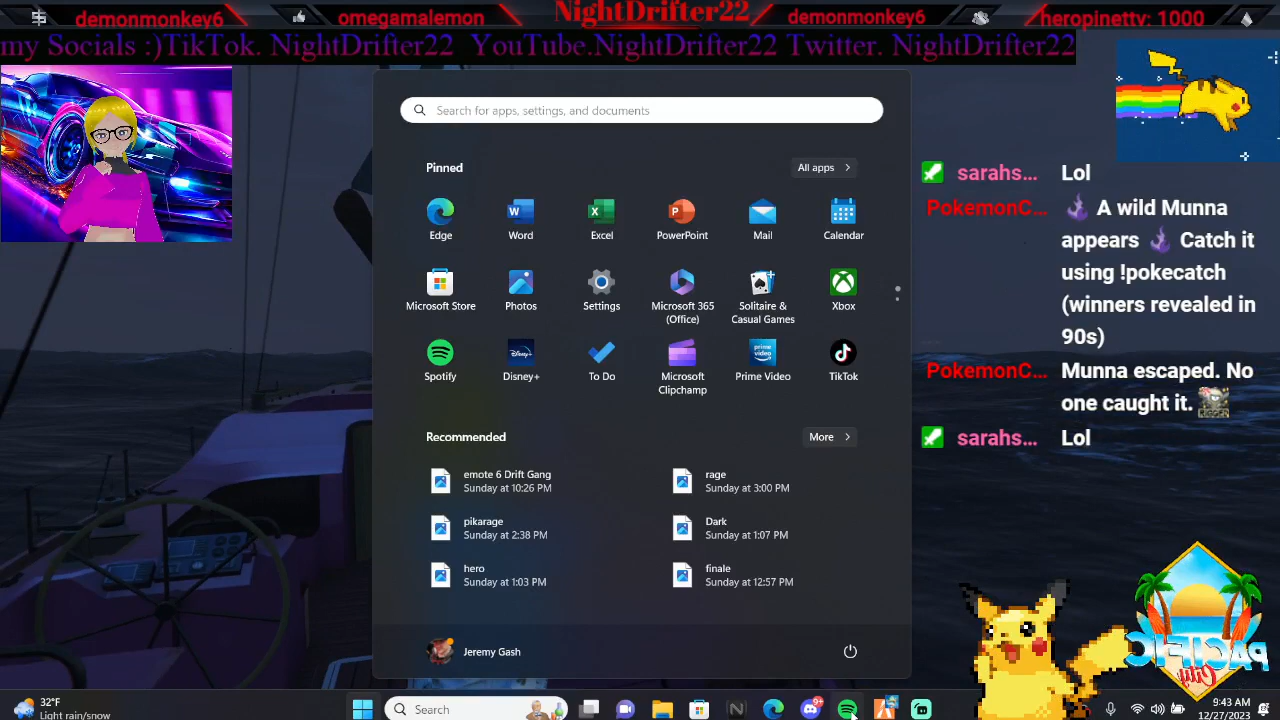 demonmonkey6
omegamalemon
NightDrifter22
demonmonkey6
heropinetty: 1000
my Socials :)TikTok. NightDrifter22 YouTube.NightDrifter22 Twitter. NightDrifter22
Search for apps, settings, and documents
Pinned
All apps
Edge
Word
Excel
PowerPoint
Mail
Calendar
Microsoft Store
Photos
Settings
Microsoft 365
(Office)
Solitaire &
Casual Games
Xbox
Spotify
Disney+
To Do
Microsoft
Clipchamp
Prime Video
TikTok
Recommended
More
emote 6 Drift Gang
Sunday at 10:26 PM
rage
Sunday at 3:00 PM
pikarage
Sunday at 2:38 PM
Dark
Sunday at 1:07 PM
hero
Sunday at 1:03 PM
finale
Sunday at 12:57 PM
Jeremy Gash
sarahs... Lol
PokemonC... A wild Munna
appears Catch it
using !pokecatch
(winners revealed in
90s)
PokemonC... Munna escaped. No
one caught it.
sarahs... Lol
PACIFIC
CITY
32°F
Light rain/snow
Search
9+
9:43 AM
12/27/2023